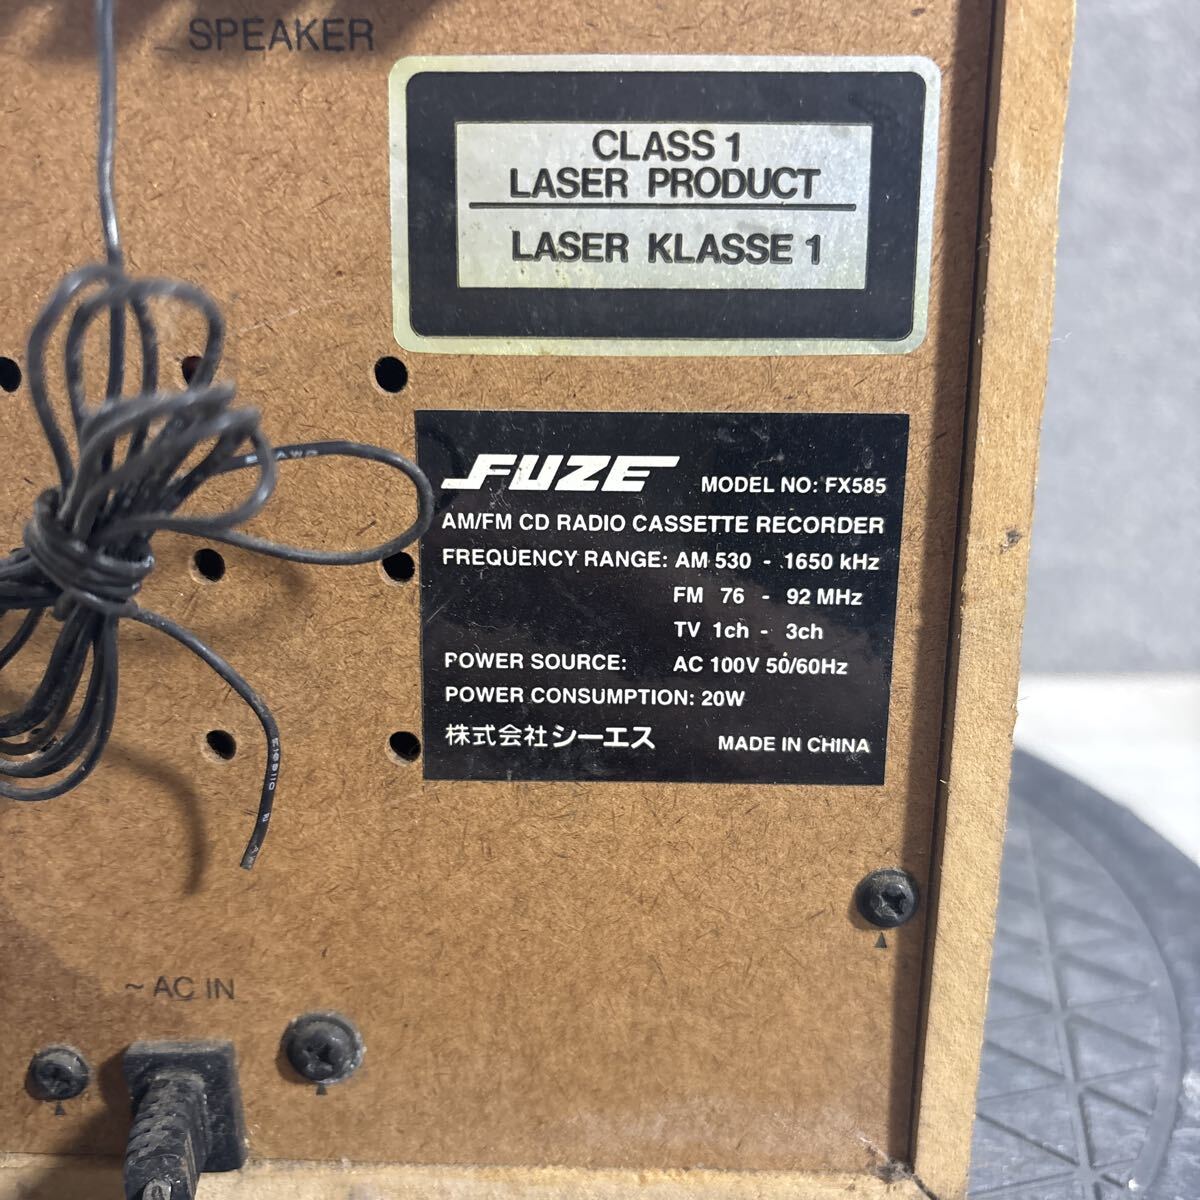 SPEAKER
CLASS 1
LASER PRODUCT
LASER KLASSE 1
FUZE MODEL NO: FX585
AM/FM CD RADIO CASSETTE RECORDER
FREQUENCY RANGE: AM 530 - 1650 kHz
FM 76 - 92 MHz
TV 1ch - 3ch
POWER SOURCE: AC 100V 50/60Hz
POWER CONSUMPTION: 20W
株式会社シーエス MADE IN CHINA
~ AC IN